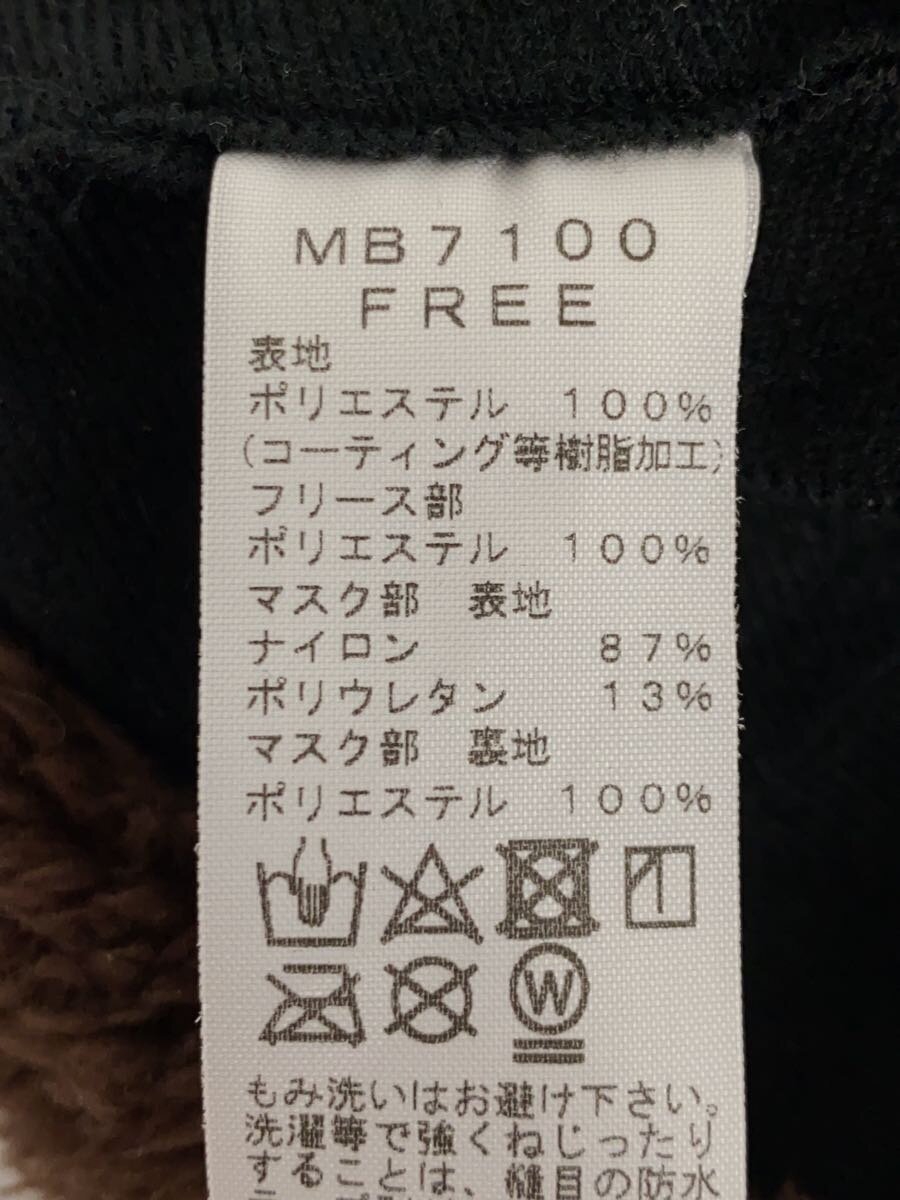 MB7100
FREE
表地
ポリエステル 100%
(コーティング等樹脂加工)
フリース部
ポリエステル 100%
マスク部 表地
ナイロン 87%
ポリウレタン 13%
マスク部 裏地
ポリエステル 100%
W
もみ洗いはお避け下さい。
洗濯等で強くねじったり
することは、縫目の防水